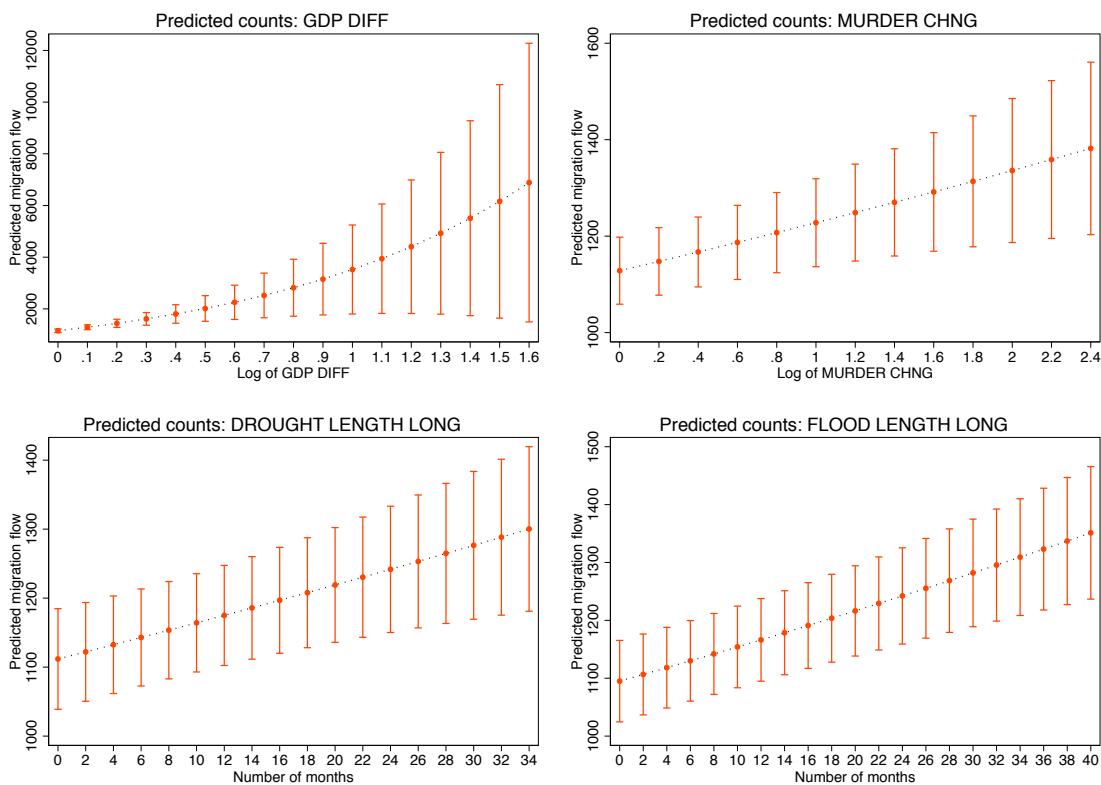 Predicted counts: GDP DIFF
Predicted migration flow
2000 4000 6000 8000 10000 12000
0 .1 .2 .3 .4 .5 .6 .7 .8 .9 1 1.1 1.2 1.3 1.4 1.5 1.6
Log of GDP DIFF
Predicted counts: MURDER CHNG
Predicted migration flow
1000 1200 1400 1600
0 .2 .4 .6 .8 1 1.2 1.4 1.6 1.8 2 2.2 2.4
Log of MURDER CHNG
Predicted counts: DROUGHT LENGTH LONG
Predicted migration flow
1000 1100 1200 1300 1400
0 2 4 6 8 10 12 14 16 18 20 22 24 26 28 30 32 34
Number of months
Predicted counts: FLOOD LENGTH LONG
Predicted migration flow
1000 1100 1200 1300 1400 1500
0 2 4 6 8 10 12 14 16 18 20 22 24 26 28 30 32 34 36 38 40
Number of months